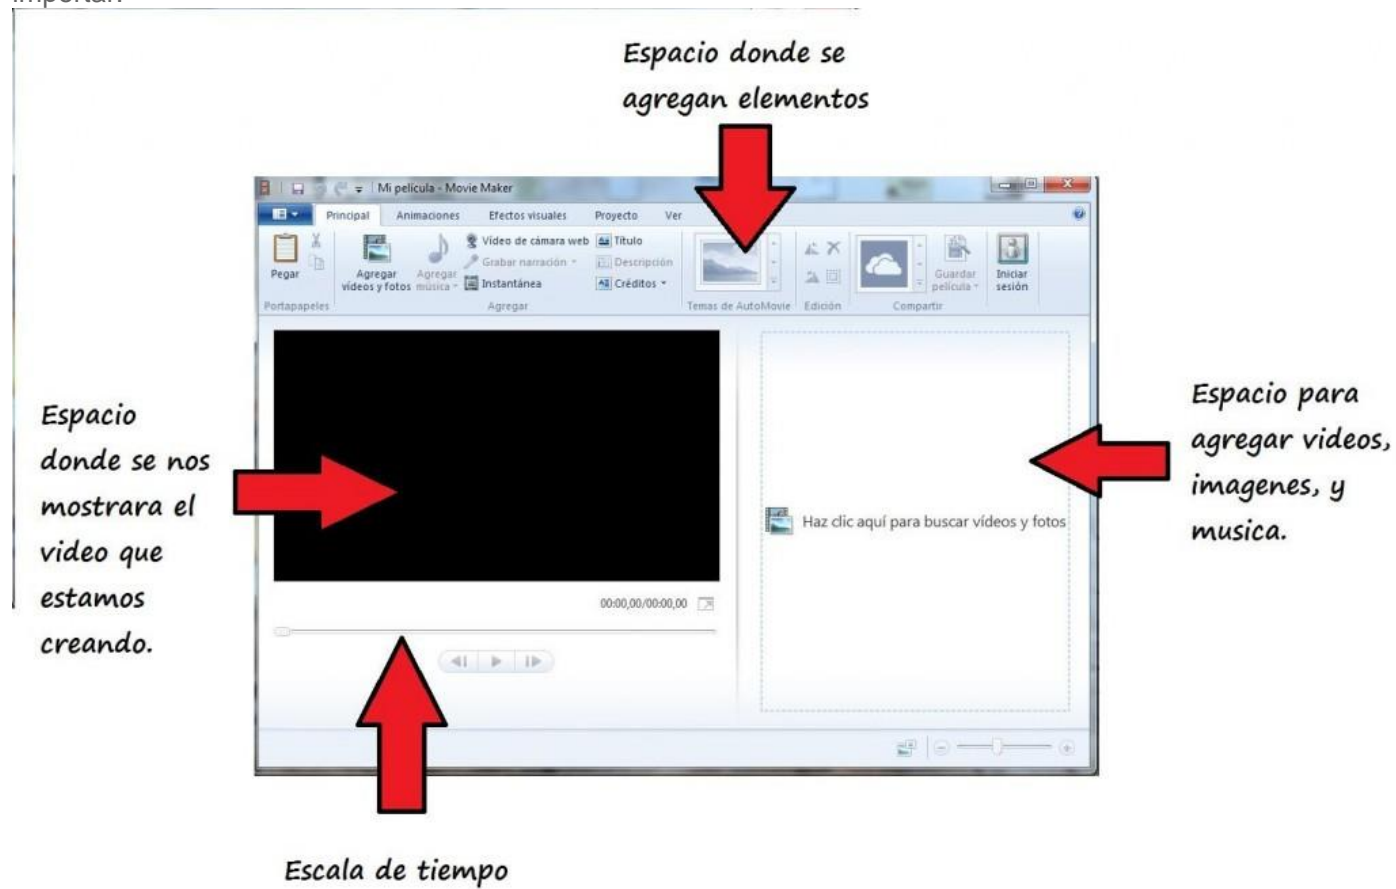 importar.
Espacio donde se
agregan elementos
Mi película - Movie Maker
Principal Animaciones Efectos visuales Proyecto Ver
Pegar
Agregar
vídeos y fotos
Agregar
música
Vídeo de cámara web
Grabar narración
Instantánea
Título
Descripción
Créditos
Guardar
película
Iniciar
sesión
Portapapeles Agregar Temas de AutoMovie Edición Compartir
Espacio
donde se nos
mostrara el
video que
estamos
creando.
Haz clic aquí para buscar vídeos y fotos
Espacio para
agregar videos,
imagenes, y
musica.
00:00,00/00:00,00
Escala de tiempo